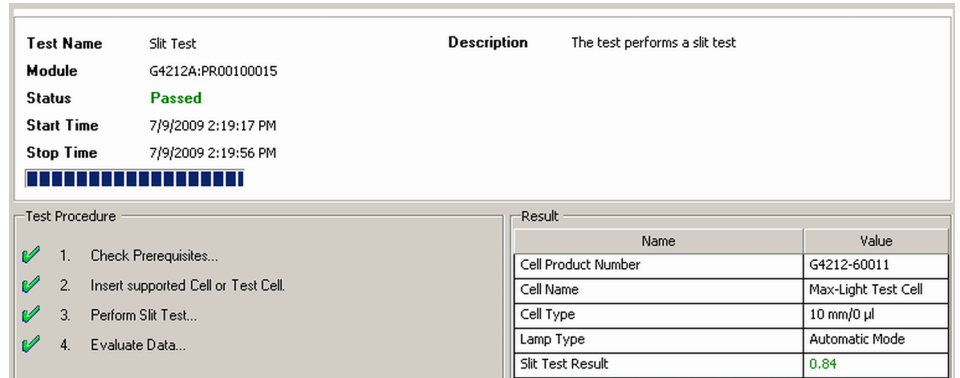 Test Name Slit Test Description The test performs a slit test
Module G4212A:PR00100015
Status Passed
Start Time 7/9/2009 2:19:17 PM
Stop Time 7/9/2009 2:19:56 PM
Test Procedure
1. Check Prerequisites...
2. Insert supported Cell or Test Cell.
3. Perform Slit Test...
4. Evaluate Data...
Result
Name Value
Cell Product Number G4212-60011
Cell Name Max-Light Test Cell
Cell Type 10 mm/0 µl
Lamp Type Automatic Mode
Slit Test Result 0.84